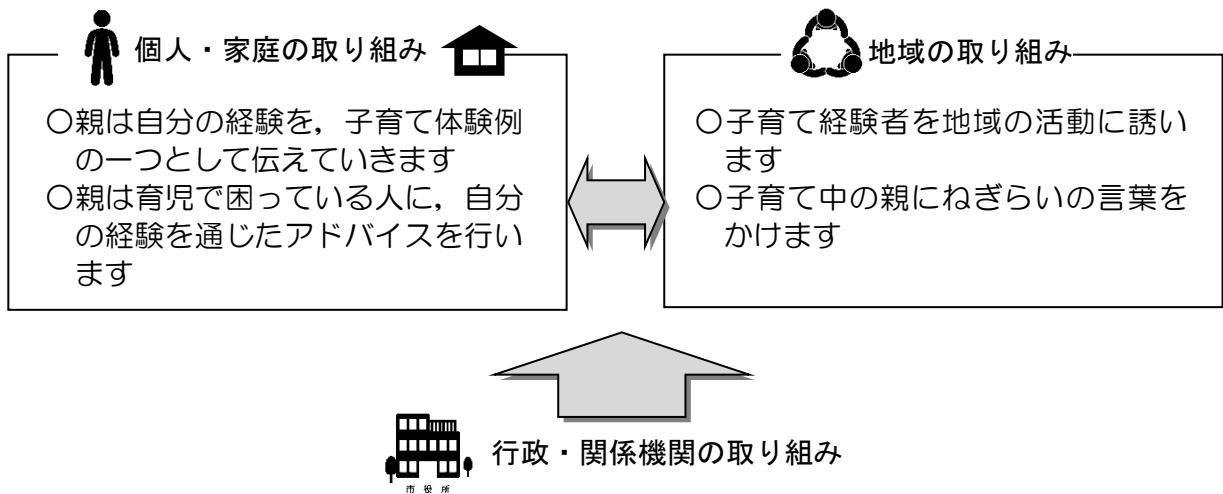 個人・家庭の取り組み
〇親は自分の経験を，子育て体験例
の一つとして伝えていきます
〇親は育児で困っている人に，自分
の経験を通じたアドバイスを行い
ます
地域の取り組み
〇子育て経験者を地域の活動に誘い
ます
〇子育て中の親にねぎらいの言葉を
かけます
行政・関係機関の取り組み
市役所